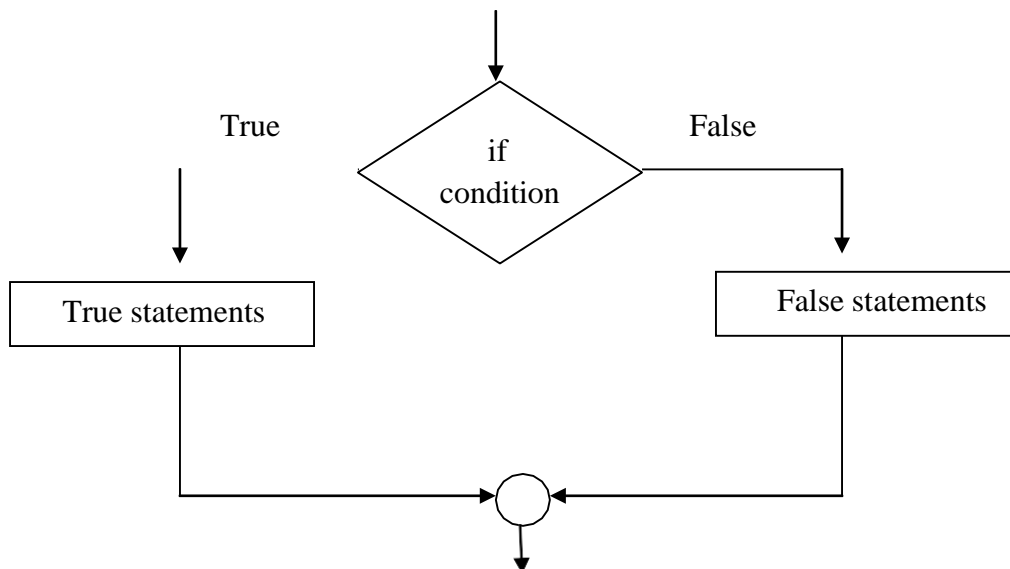 True
False
if
condition
True statements
False statements